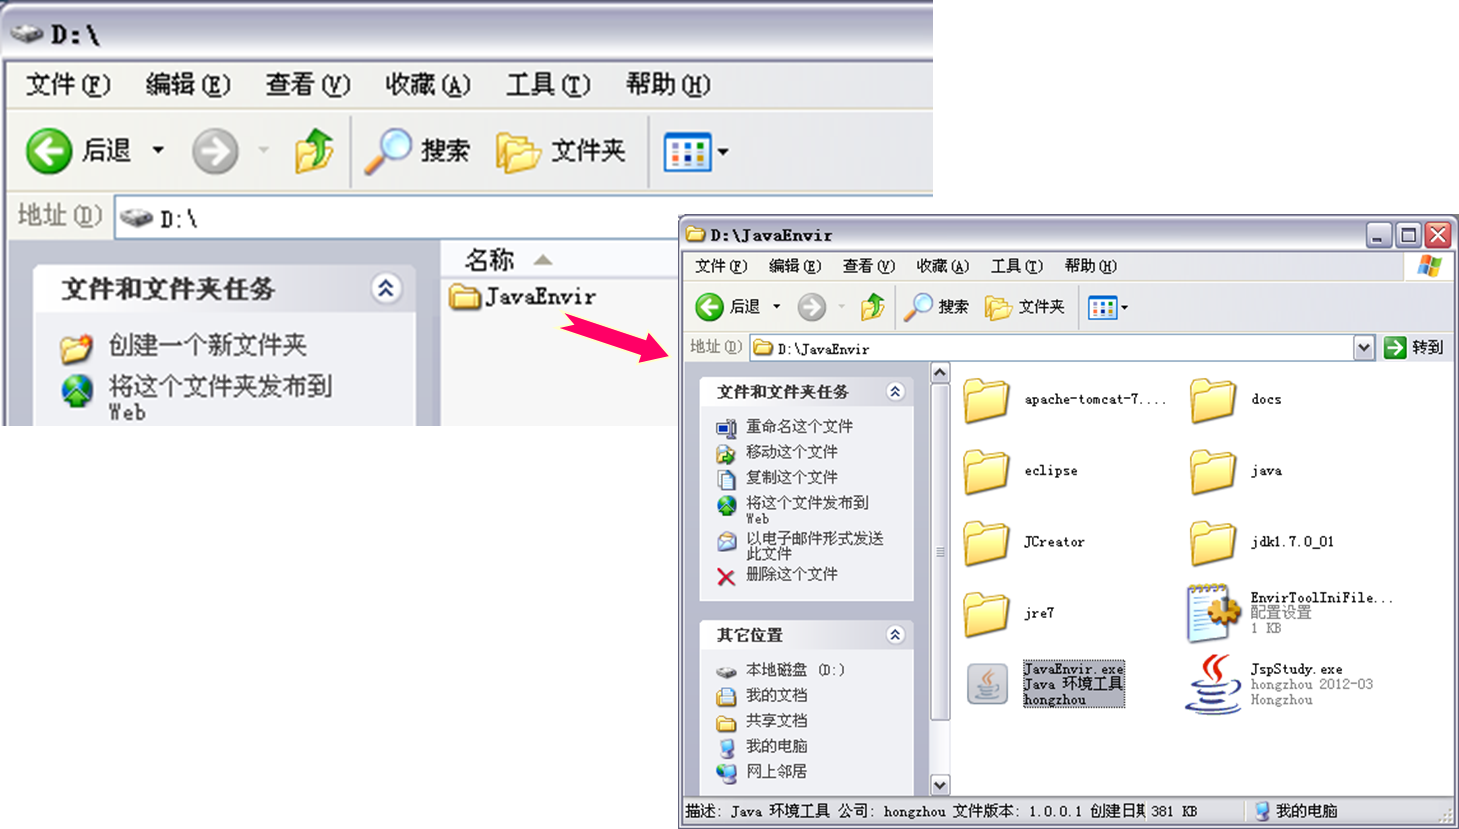 D:\
文件(F) 编辑(E) 查看(V) 收藏(A) 工具(T) 帮助(H)
后退 搜索 文件夹
地址(D) D:\
名称
文件和文件夹任务
JavaEnvir
创建一个新文件夹
将这个文件夹发布到
Web
D:\JavaEnvir
文件(F) 编辑(E) 查看(V) 收藏(A) 工具(T) 帮助(H)
后退 搜索 文件夹
地址(D) D:\JavaEnvir 转到
文件和文件夹任务
重命名这个文件
移动这个文件
复制这个文件
将这个文件发布到
Web
以电子邮件形式发送
此文件
删除这个文件
其它位置
本地磁盘 (D:)
我的文档
共享文档
我的电脑
网上邻居
apache-tomcat-7....
docs
eclipse
java
JCreator
jdk1.7.0_01
jre7
EnvirToolIniFile...
配置设置
1 KB
JavaEnvir.exe
Java 环境工具
hongzhou
JspStudy.exe
hongzhou 2012-03
Hongzhou
描述: Java 环境工具 公司: hongzhou 文件版本: 1.0.0.1 创建日期 381 KB 我的电脑